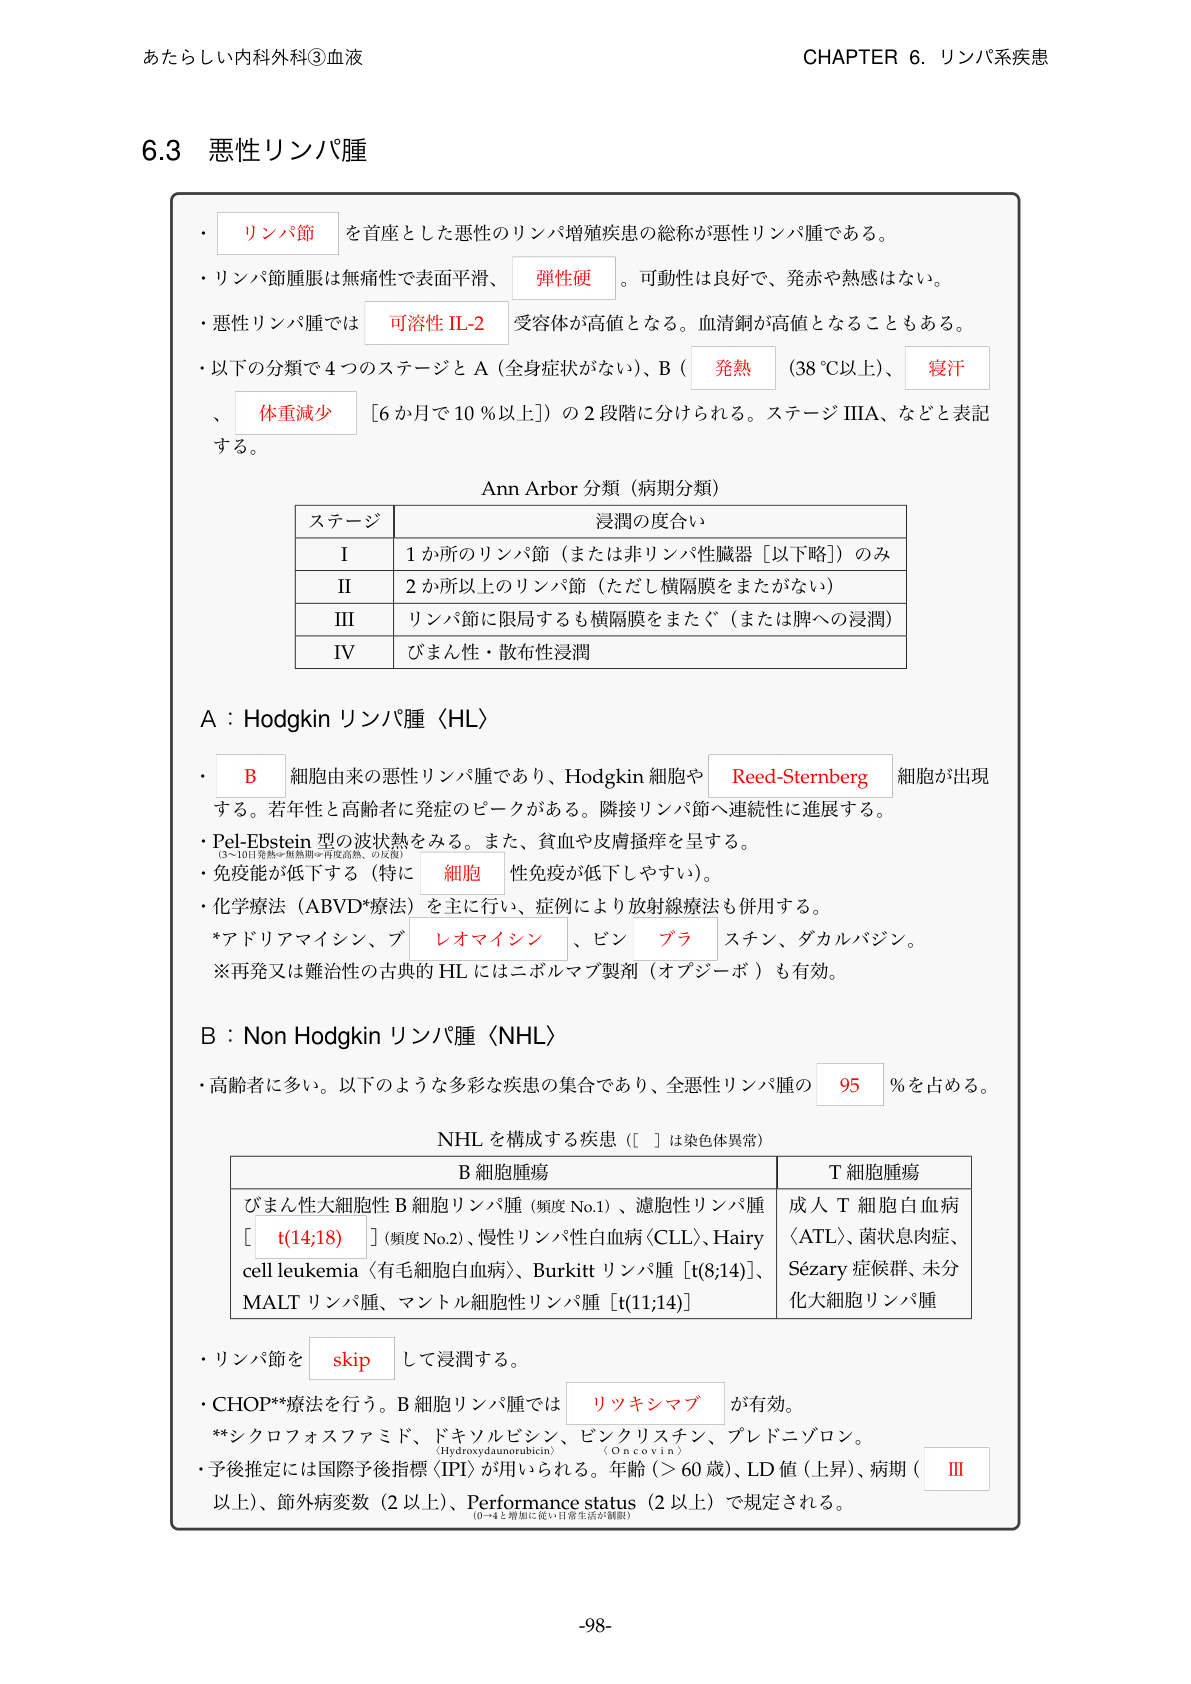 あたらしい内科外科③血液
CHAPTER 6. リンパ系疾患
6.3 悪性リンパ腫
・ リンパ節 を首座とした悪性のリンパ増殖疾患の総称が悪性リンパ腫である。
・リンパ節腫脹は無痛性で表面平滑、 弾性硬 。可動性は良好で、発赤や熱感はない。
・悪性リンパ腫では 可溶性 IL-2 受容体が高値となる。血清銅が高値となることもある。
・以下の分類で 4 つのステージと A（全身症状がない）、B（ 発熱 （38 ℃以上）、 寝汗
、 体重減少 ［6 か月で 10 %以上］）の 2 段階に分けられる。ステージ IIIA、などと表記
する。
Ann Arbor 分類（病期分類）
ステージ 浸潤の度合い
I 1 か所のリンパ節（または非リンパ性臓器［以下略］）のみ
II 2 か所以上のリンパ節（ただし横隔膜をまたがない）
III リンパ節に限局するも横隔膜をまたぐ（または脾への浸潤）
IV びまん性・散布性浸潤
A：Hodgkin リンパ腫〈HL〉
・ B 細胞由来の悪性リンパ腫であり、Hodgkin 細胞や Reed-Sternberg 細胞が出現
する。若年性と高齢者に発症のピークがある。隣接リンパ節へ連続性に進展する。
・Pel-Ebstein 型の波状熱をみる。また、貧血や皮膚掻痒を呈する。
（3〜10日発熱⇨無熱期⇨再度高熱、の反復）
・免疫能が低下する（特に 細胞 性免疫が低下しやすい）。
・化学療法（ABVD*療法）を主に行い、症例により放射線療法も併用する。
*アドリアマイシン、ブ レオマイシン 、ビン ブラ スチン、ダカルバジン。
※再発又は難治性の古典的 HL にはニボルマブ製剤（オプジーボ ）も有効。
B：Non Hodgkin リンパ腫〈NHL〉
・高齢者に多い。以下のような多彩な疾患の集合であり、全悪性リンパ腫の 95 %を占める。
NHL を構成する疾患（［ ］は染色体異常）
B 細胞腫瘍 T 細胞腫瘍
びまん性大細胞性 B 細胞リンパ腫（頻度 No.1）、濾胞性リンパ腫
［ t(14;18) ］（頻度 No.2）、慢性リンパ性白血病〈CLL〉、Hairy
cell leukemia〈有毛細胞白血病〉、Burkitt リンパ腫［t(8;14)］、
MALT リンパ腫、マントル細胞性リンパ腫［t(11;14)］
成人 T 細胞白血病
〈ATL〉、菌状息肉症、
Sézary 症候群、未分
化大細胞リンパ腫
・リンパ節を skip して浸潤する。
・CHOP**療法を行う。B 細胞リンパ腫では リツキシマブ が有効。
**シクロフォスファミド、ドキソルビシン、ビンクリスチン、プレドニゾロン。
〈Hydroxydaunorubicin〉 〈Oncovin〉
・予後推定には国際予後指標〈IPI〉が用いられる。年齢（＞ 60 歳）、LD 値（上昇）、病期（ III
以上）、節外病変数（2 以上）、Performance status（2 以上）で規定される。
（0→4と増加に従い日常生活が制限）
-98-